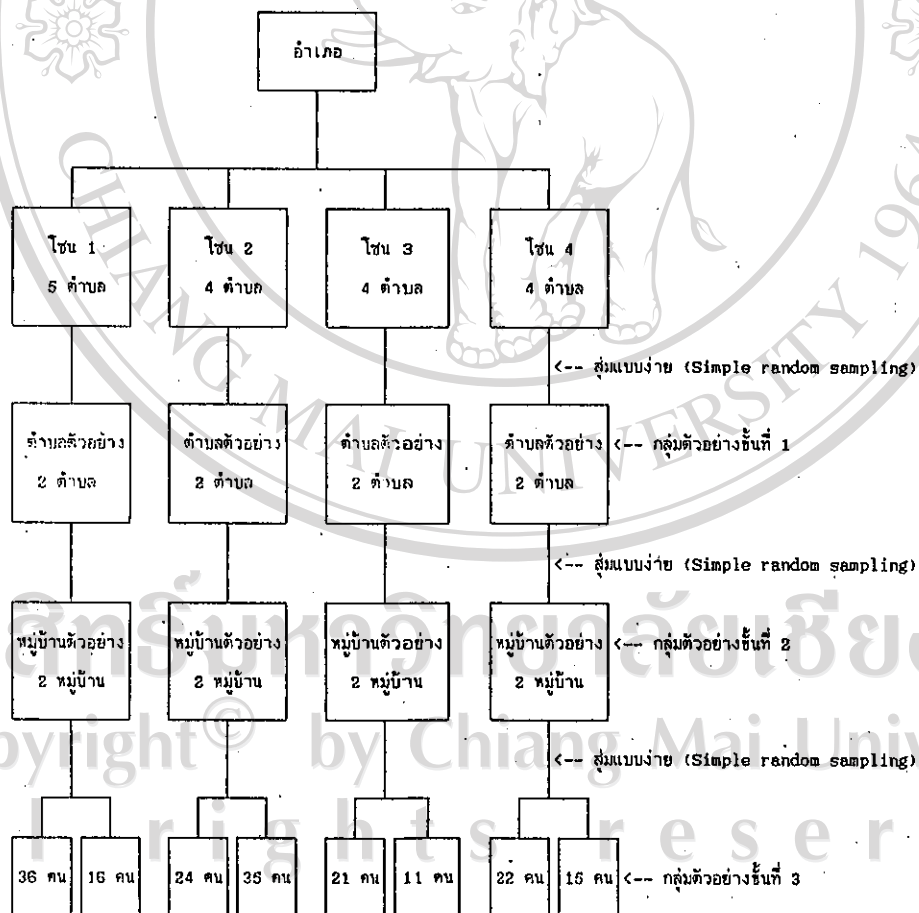 อำเภอ
โซน 1
5 ตำบล
โซน 2
4 ตำบล
โซน 3
4 ตำบล
โซน 4
4 ตำบล
<-- สุ่มแบบง่าย (Simple random sampling)
ตำบลตัวอย่าง
2 ตำบล
ตำบลตัวอย่าง
2 ตำบล
ตำบลตัวอย่าง
2 ตำบล
ตำบลตัวอย่าง
2 ตำบล
<-- กลุ่มตัวอย่างขั้นที่ 1
<-- สุ่มแบบง่าย (Simple random sampling)
หมู่บ้านตัวอย่าง
2 หมู่บ้าน
หมู่บ้านตัวอย่าง
2 หมู่บ้าน
หมู่บ้านตัวอย่าง
2 หมู่บ้าน
หมู่บ้านตัวอย่าง
2 หมู่บ้าน
<-- กลุ่มตัวอย่างขั้นที่ 2
<-- สุ่มแบบง่าย (Simple random sampling)
36 คน
16 คน
24 คน
35 คน
21 คน
11 คน
22 คน
15 คน
<-- กลุ่มตัวอย่างขั้นที่ 3
CHIANG MAI UNIVERSITY 196
by Chiang Mai